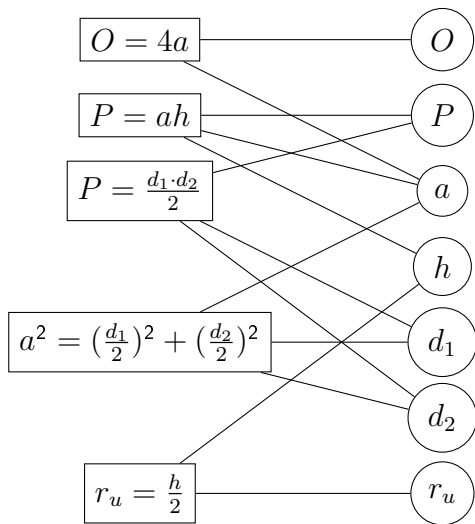 O = 4a
O
P = ah
P
P = \frac{d_1 \cdot d_2}{2}
a
h
a^2 = (\frac{d_1}{2})^2 + (\frac{d_2}{2})^2
d_1
d_2
r_u = \frac{h}{2}
r_u